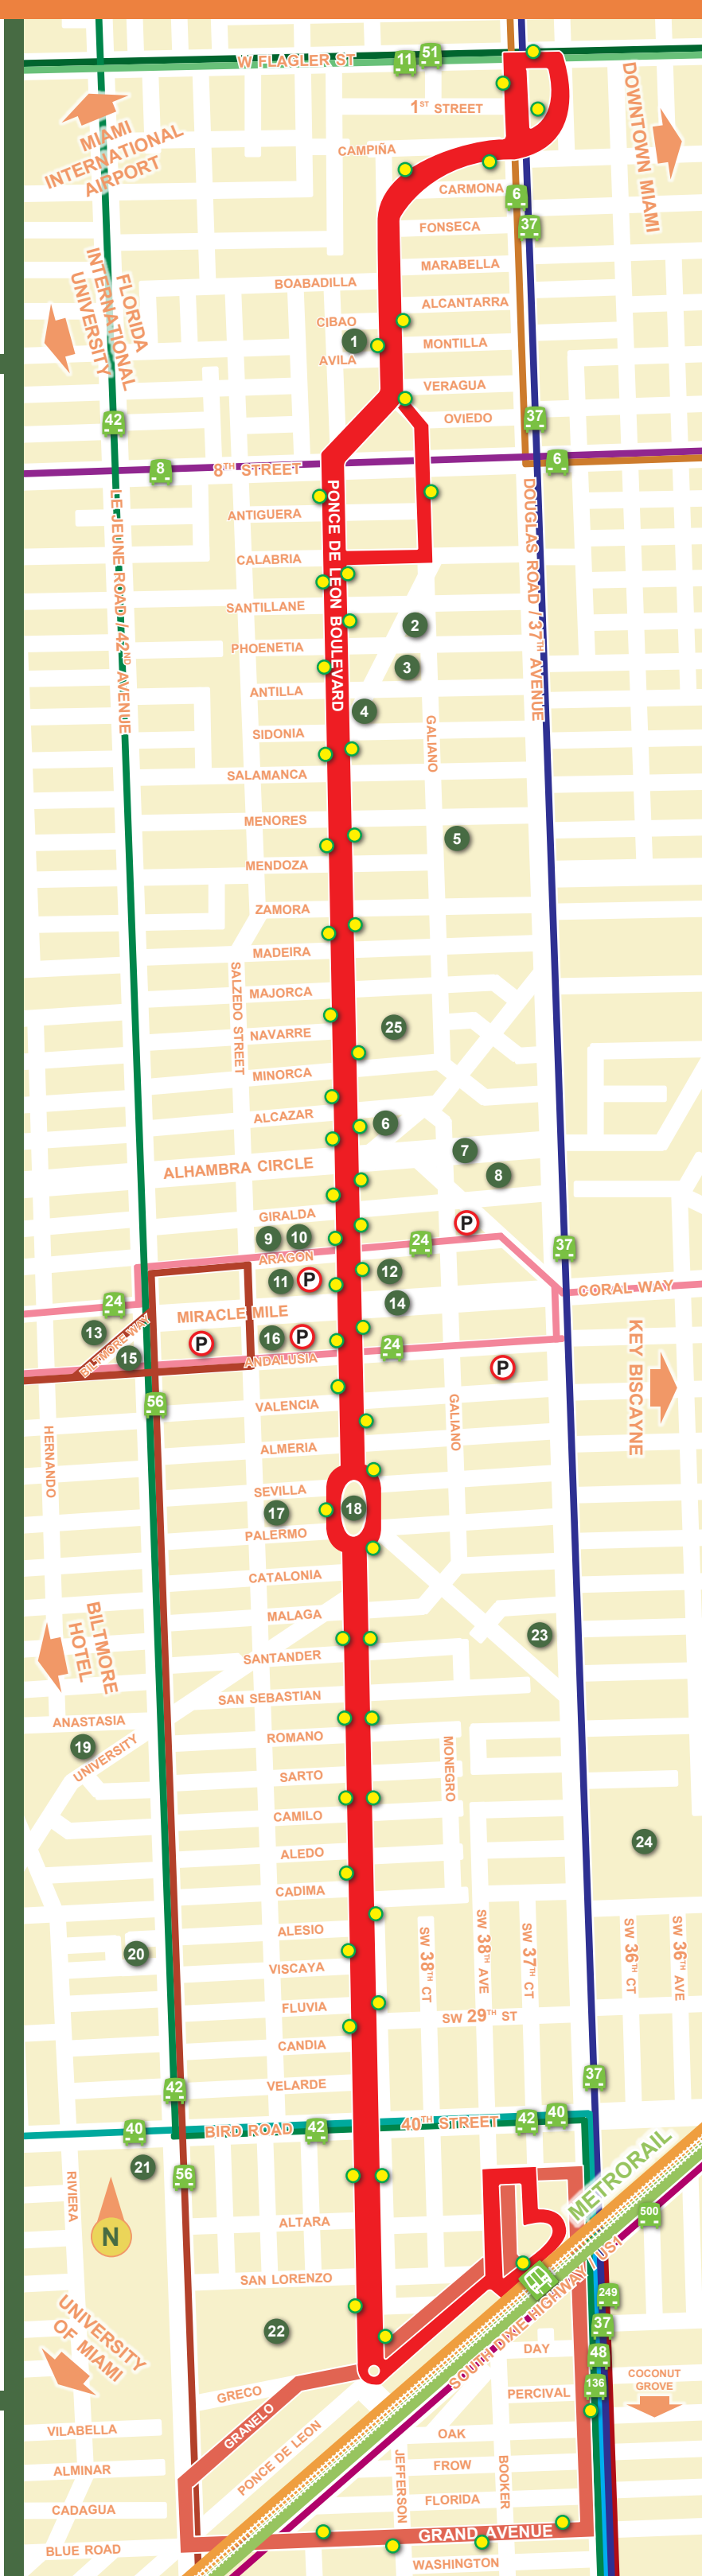 W FLAGLER ST
11
51
1ST STREET
MIAMI
INTERNATIONAL
AIRPORT
DOWNTOWN MIAMI
CAMPIÑA
CARMONA
6
FONSECA
37
MARABELLA
BOABADILLA
ALCANTARRA
FLORIDA
INTERNATIONAL
UNIVERSITY
CIBAO
1
MONTILLA
AVILA
VERAGUA
42
OVIEDO
37
8
8TH STREET
6
PONCE DE LEON BOULEVARD
LE JEUNE ROAD / 42ND AVENUE
DOUGLAS ROAD / 37TH AVENUE
ANTIGUERA
CALABRIA
SANTILLANE
2
PHOENETIA
3
ANTILLA
4
GALIANO
SIDONIA
SALAMANCA
MENORES
5
MENDOZA
ZAMORA
MADEIRA
SALZEDO STREET
MAJORCA
NAVARRE
25
MINORCA
ALCAZAR
6
7
ALHAMBRA CIRCLE
8
GIRALDA
P
9
10
24
37
ARAGON
11
P
12
CORAL WAY
24
14
MIRACLE MILE
13
BILTMORE WAY
P
16
P
24
15
ANDALUSIA
P
KEY BISCAYNE
56
VALENCIA
GALIANO
HERNANDO
ALMERIA
SEVILLA
17
18
PALERMO
CATALONIA
BILTMORE
HOTEL
MALAGA
23
SANTANDER
SAN SEBASTIAN
ANASTASIA
19
UNIVERSITY
ROMANO
MONEGRO
SARTO
CAMILO
24
ALEDO
CADIMA
SW 38TH CT
SW 38TH AVE
SW 37TH CT
SW 36TH CT
SW 36TH AVE
ALESIO
20
VISCAYA
FLUVIA
SW 29TH ST
CANDIA
37
VELARDE
42
40
BIRD ROAD
42
40TH STREET
42
40
21
56
RIVIERA
METRORAIL
500
N
ALTARA
SAN LORENZO
SOUTH DIXIE HIGHWAY / US1
249
UNIVERSITY
OF MIAMI
22
37
DAY
48
COCONUT
GROVE
136
GRECO
PERCIVAL
GRANELO
VILABELLA
PONCE DE LEON
OAK
JEFFERSON
BOOKER
ALMINAR
FROW
CADAGUA
FLORIDA
GRAND AVENUE
BLUE ROAD
WASHINGTON